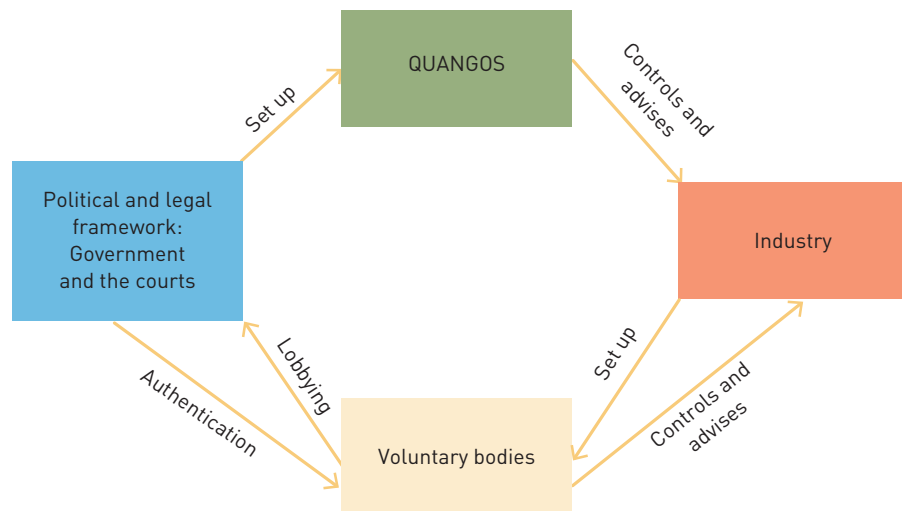 QUANGOS
Set up
Controls and
advises
Political and legal
framework:
Government
and the courts
Industry
Authentication
Lobbying
Set up
Controls and
advises
Voluntary bodies